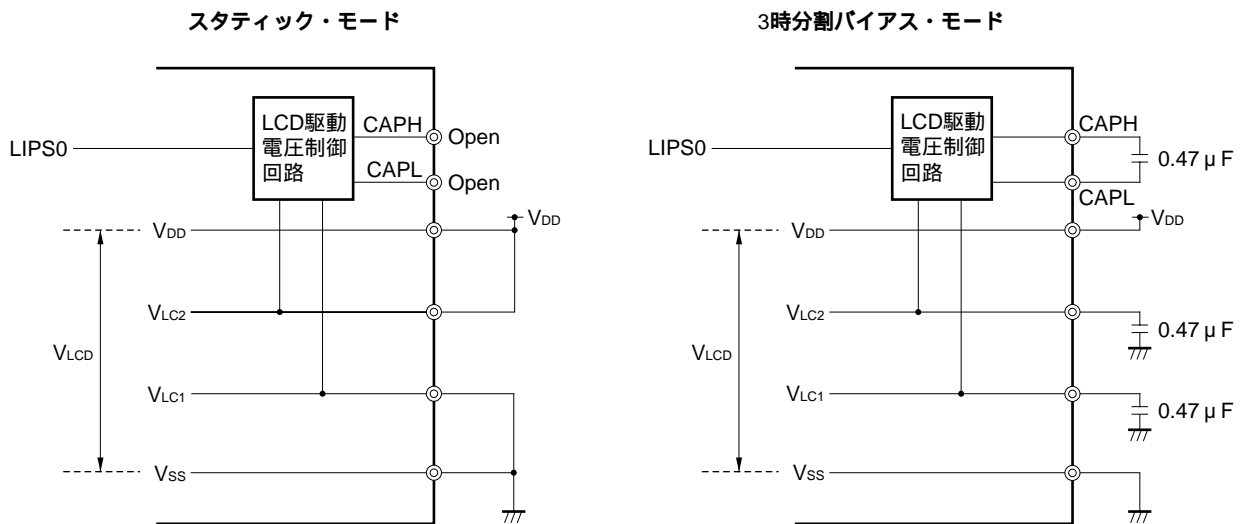 スタティック・モード
LIPS0
LCD駆動
電圧制御
回路
CAPH
Open
CAPL
Open
VDD
VDD
VLC2
VLCD
VLC1
VSS
3時分割バイアス・モード
LIPS0
LCD駆動
電圧制御
回路
CAPH
0.47 μ F
CAPL
VDD
VDD
VLC2
0.47 μ F
VLCD
VLC1
0.47 μ F
VSS